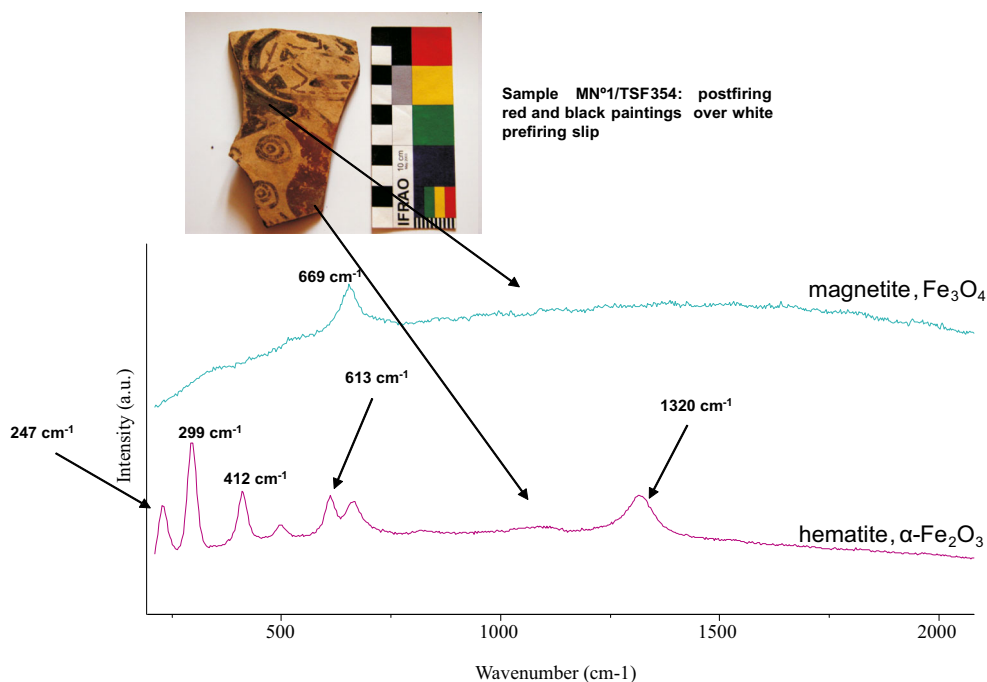 IFRAO
10 cm
Sample MNº1/TSF354: postfiring
red and black paintings over white
prefiring slip
669 cm⁻¹
magnetite, Fe₃O₄
613 cm⁻¹
1320 cm⁻¹
247 cm⁻¹
299 cm⁻¹
412 cm⁻¹
Intensity (a.u.)
hematite, α-Fe₂O₃
500
1000
1500
2000
Wavenumber (cm-1)